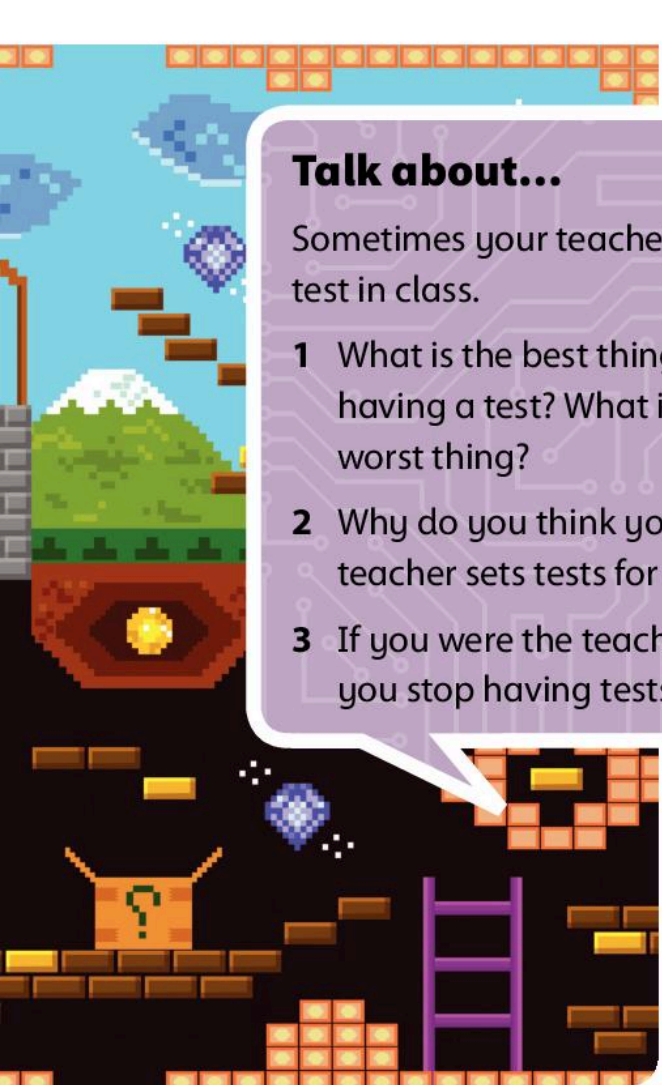 Talk about...
Sometimes your teache
test in class.
1 What is the best thing
having a test? What i
worst thing?
2 Why do you think yo
teacher sets tests for
3 If you were the teach
you stop having tests
?